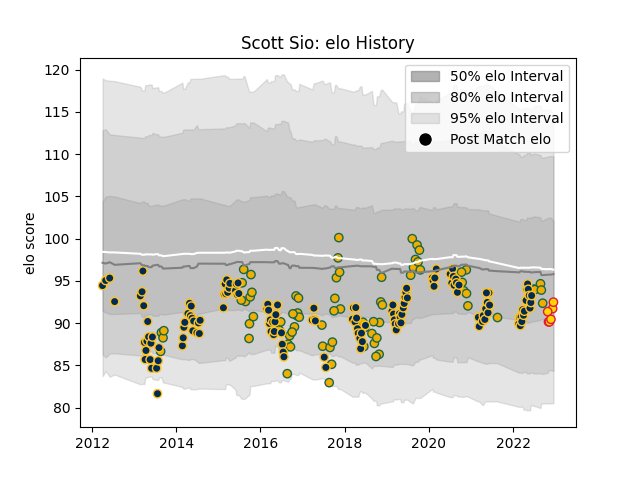 Scott Sio: elo History
50% elo Interval
80% elo Interval
95% elo Interval
Post Match elo
elo score
120
115
110
105
100
95
90
85
80
2012
2014
2016
2018
2020
2022